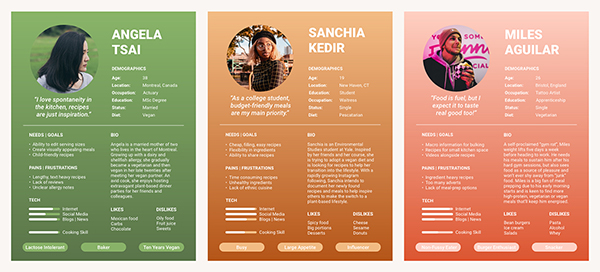 ANGELA
TSAI
DEMOGRAPHICS
Age: 39
Location: Montreal, Canada
Occupation: Actuary
Education: MSc Degree
Status: Married
Diet: Vegan
"I love spontaneity in
the kitchen, recipes
are just inspiration."
NEEDS | GOALS
• Ability to edit serving sizes
• Create visually appealing meals
• Child-friendly recipes
PAINS | FRUSTRATIONS
• Lengthy, text heavy recipes
• Lack of reviews
• Unclear allergy notes
TECH
Internet
Social Media
Blogs | News
Cooking Skill
BIO
Angela is a married mother of two
who lives in the heart of Montreal.
Growing up with a dairy and
shellfish allergy, she gradually
became a vegetarian and then
vegan in her late twenties after
meeting her vegan partner. An
avid cook, she enjoys hosting
extravagant plant-based dinner
parties for her friends and
colleagues.
LIKES
Mexican food
Carbs
Chocolate
DISLIKES
Oily food
Fruit juice
Sweets
Lactose Intolerant
Baker
Ten Years Vegan
SANCHIA
KEDIR
DEMOGRAPHICS
Age: 19
Location: New Haven, CT
Education: Student
Occupation: Waitress
Status: Single
Diet: Pescatarian
"As a college student,
budget-friendly meals
are my main priority."
NEEDS | GOALS
• Cheap, filling, easy recipes
• Flexibility in ingredients
• Ability to share recipes
PAINS | FRUSTRATIONS
• Time consuming recipes
• Unhealthy ingredients
• Lack of ethnic cuisine
TECH
Internet
Social Media
Blogs | News
Cooking Skill
BIO
Sanchia is an Environmental
Studies student at Yale. Inspired
by her friends and her course, she
is trying to adopt a vegan diet and
is looking for recipes to help her
transition into the lifestyle. With a
rapidly growing Instagram
following, Sanchia intends to
document her newly found
recipes and meals to help inspire
others to make the switch to a
plant-based lifestyle.
LIKES
Spicy food
Big portions
Desserts
DISLIKES
Cheese
Sesame
Donuts
Busy
Large Appetite
Influencer
MILES
AGUILAR
DEMOGRAPHICS
Age:
Location: Bristol, England
Occupation: Tattoo Artist
Education: Apprenticeship
Status: Single
Diet: Vegetarian
"Food is fuel, but I
expect it to taste
real good too!"
NEEDS | GOALS
• Macro information for bulking
• Recipes for small kitchen space
• Videos alongside recipes
PAINS | FRUSTRATIONS
• Ingredient heavy recipes
• Too many adverts
• Lack of meal-prep options
TECH
Internet
Social Media
Blogs | News
Cooking Skill
BIO
A self-proclaimed "gym rat", Miles
weight lifts five days a week
before heading to work. He needs
his meals to sustain him after his
hard gym sessions, but also sees
food as a source of pleasure and
won't ever shy away from "junk"
food. Miles is a big fan of meal
prepping due to his early morning
starts and is keen to find more
high-protein, vegetarian or vegan
meals that'll keep him energised.
LIKES
Bean burgers
Ice cream
Salads
DISLIKES
Pasta
Alcohol
Whey
Non-Fussy Eater
Burger Enthusiast
Snacker